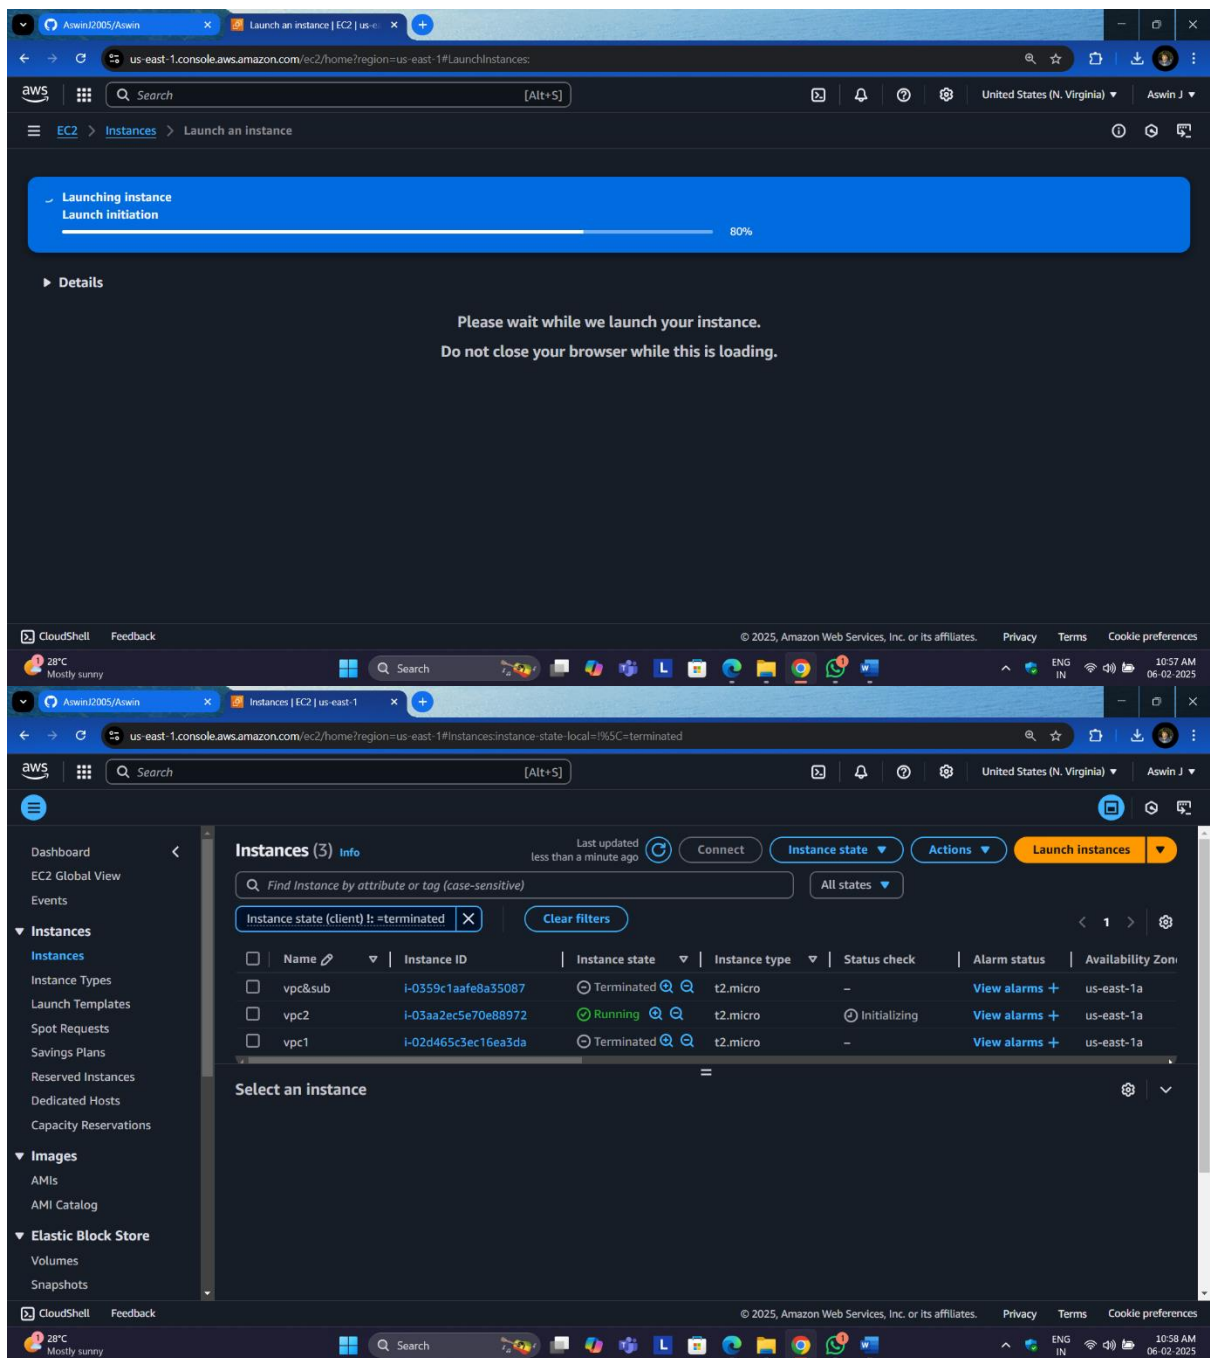 AswinJ2005/Aswin
Launch an instance | EC2 | us-e
us-east-1.console.aws.amazon.com/ec2/home?region=us-east-1#LaunchInstances:
aws
Search
[Alt+S]
United States (N. Virginia)
Aswin J
EC2 > Instances > Launch an instance
Launching instance
Launch initiation
80%
Details
Please wait while we launch your instance.
Do not close your browser while this is loading.
CloudShell Feedback
© 2025, Amazon Web Services, Inc. or its affiliates. Privacy Terms Cookie preferences
1
28°C
Mostly sunny
Search
L
1
W
ENG
IN
10:57 AM
06-02-2025
AswinJ2005/Aswin
Instances | EC2 | us-east-1
us-east-1.console.aws.amazon.com/ec2/home?region=us-east-1#Instances:instance-state-local=!%5C=terminated
aws
Search
[Alt+S]
United States (N. Virginia)
Aswin J
Dashboard
EC2 Global View
Events
Instances
Instances
Instance Types
Launch Templates
Spot Requests
Savings Plans
Reserved Instances
Dedicated Hosts
Capacity Reservations
Images
AMIs
AMI Catalog
Elastic Block Store
Volumes
Snapshots
Instances (3) Info
Last updated
less than a minute ago
Connect
Instance state
Actions
Launch instances
Find Instance by attribute or tag (case-sensitive)
All states
Instance state (client) !: =terminated
Clear filters
1
Name Instance ID Instance state Instance type Status check Alarm status Availability Zon
vpc&sub i-0359c1aafe8a35087 Terminated t2.micro – View alarms + us-east-1a
vpc2 i-03aa2ec5e70e88972 Running t2.micro Initializing View alarms + us-east-1a
vpc1 i-02d465c3ec16ea3da Terminated t2.micro – View alarms + us-east-1a
Select an instance
CloudShell Feedback
© 2025, Amazon Web Services, Inc. or its affiliates. Privacy Terms Cookie preferences
1
28°C
Mostly sunny
Search
L
1
W
ENG
IN
10:58 AM
06-02-2025